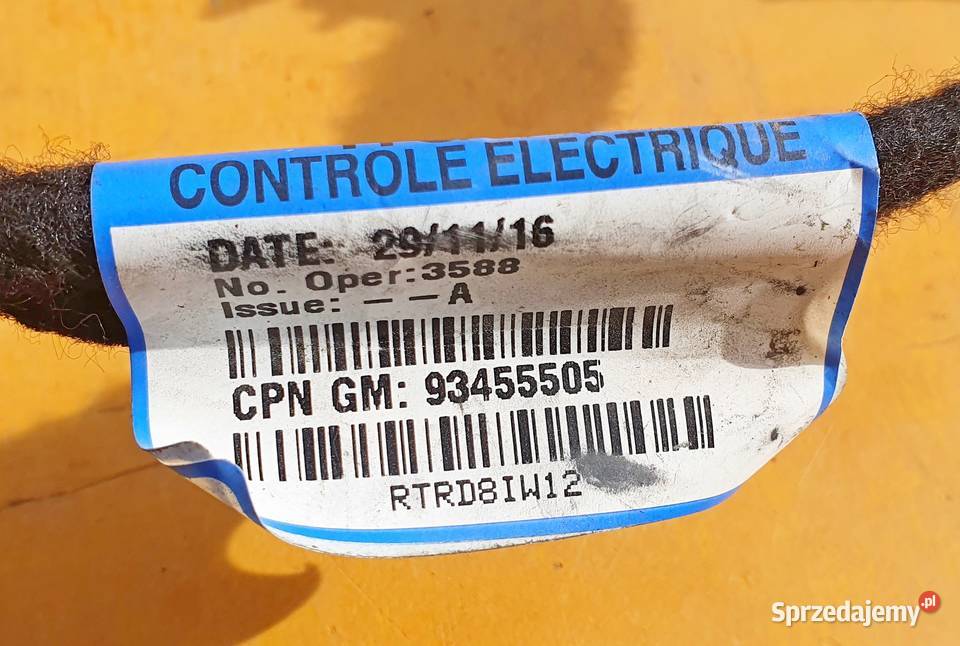 CONTROLE ELECTRIQUE
DATE: 29/11/16
No. Oper:3588
Issue: – – A
CPN GM: 93455505
RTRD8IW12
Sprzedajemy.pl